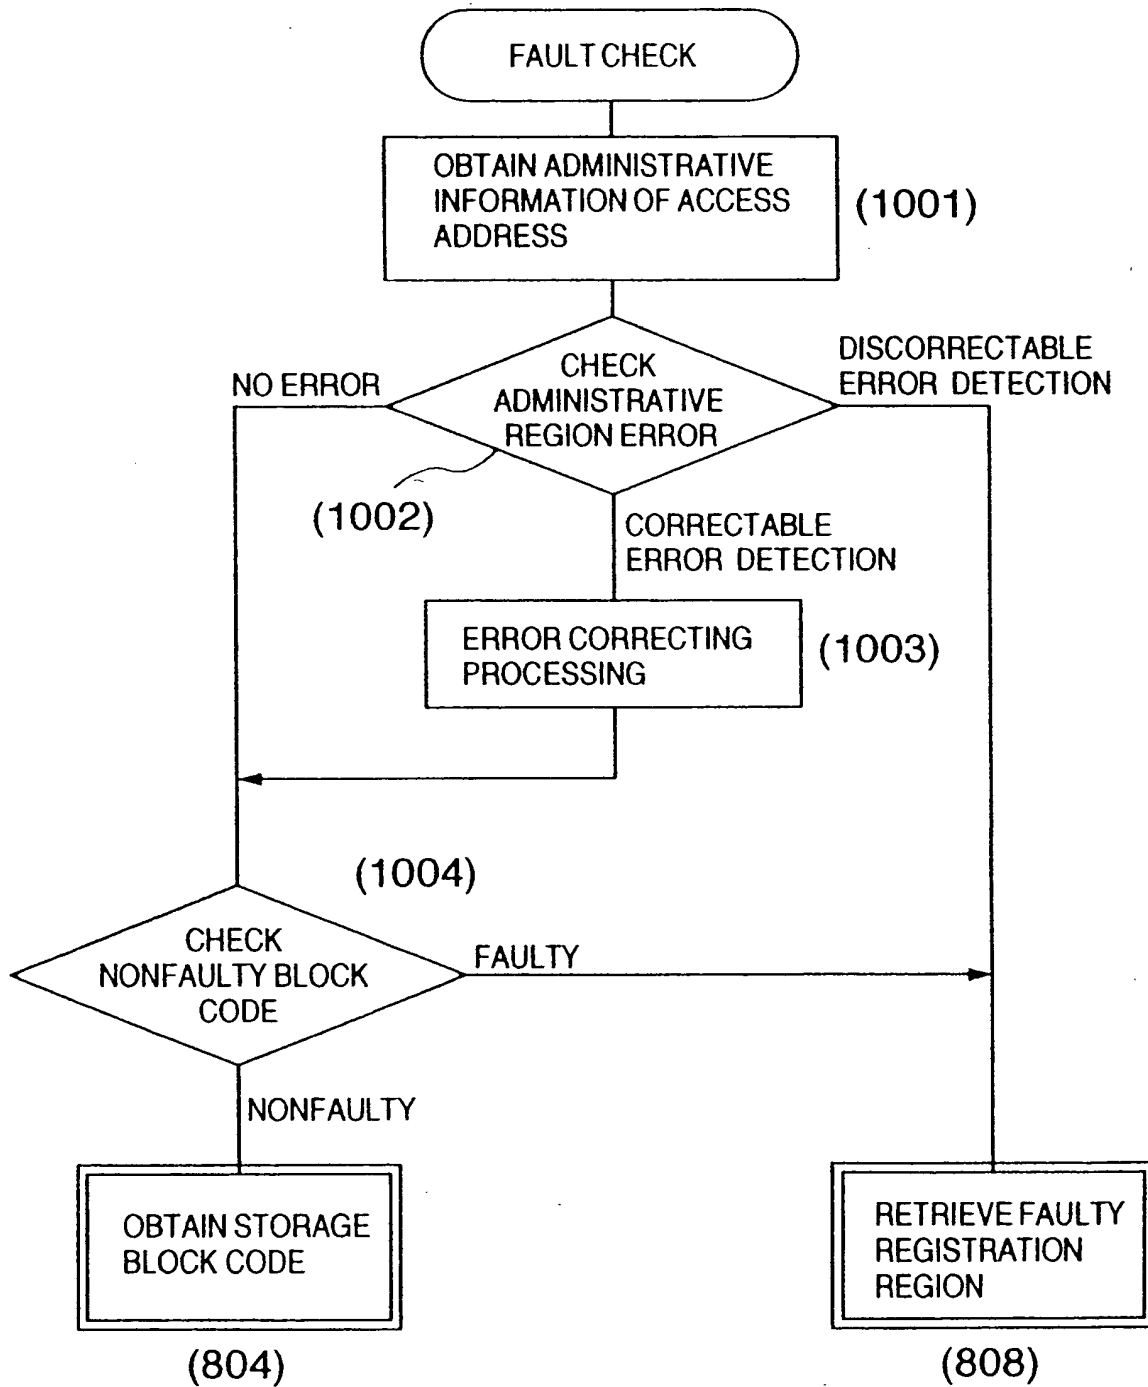 FAULT CHECK
OBTAIN ADMINISTRATIVE
INFORMATION OF ACCESS
ADDRESS
(1001)
CHECK
ADMINISTRATIVE
REGION ERROR
NO ERROR
DISCORRECTABLE
ERROR DETECTION
(1002)
CORRECTABLE
ERROR DETECTION
ERROR CORRECTING
PROCESSING
(1003)
(1004)
CHECK
NONFAULTY BLOCK
CODE
FAULTY
NONFAULTY
OBTAIN STORAGE
BLOCK CODE
(804)
RETRIEVE FAULTY
REGISTRATION
REGION
(808)